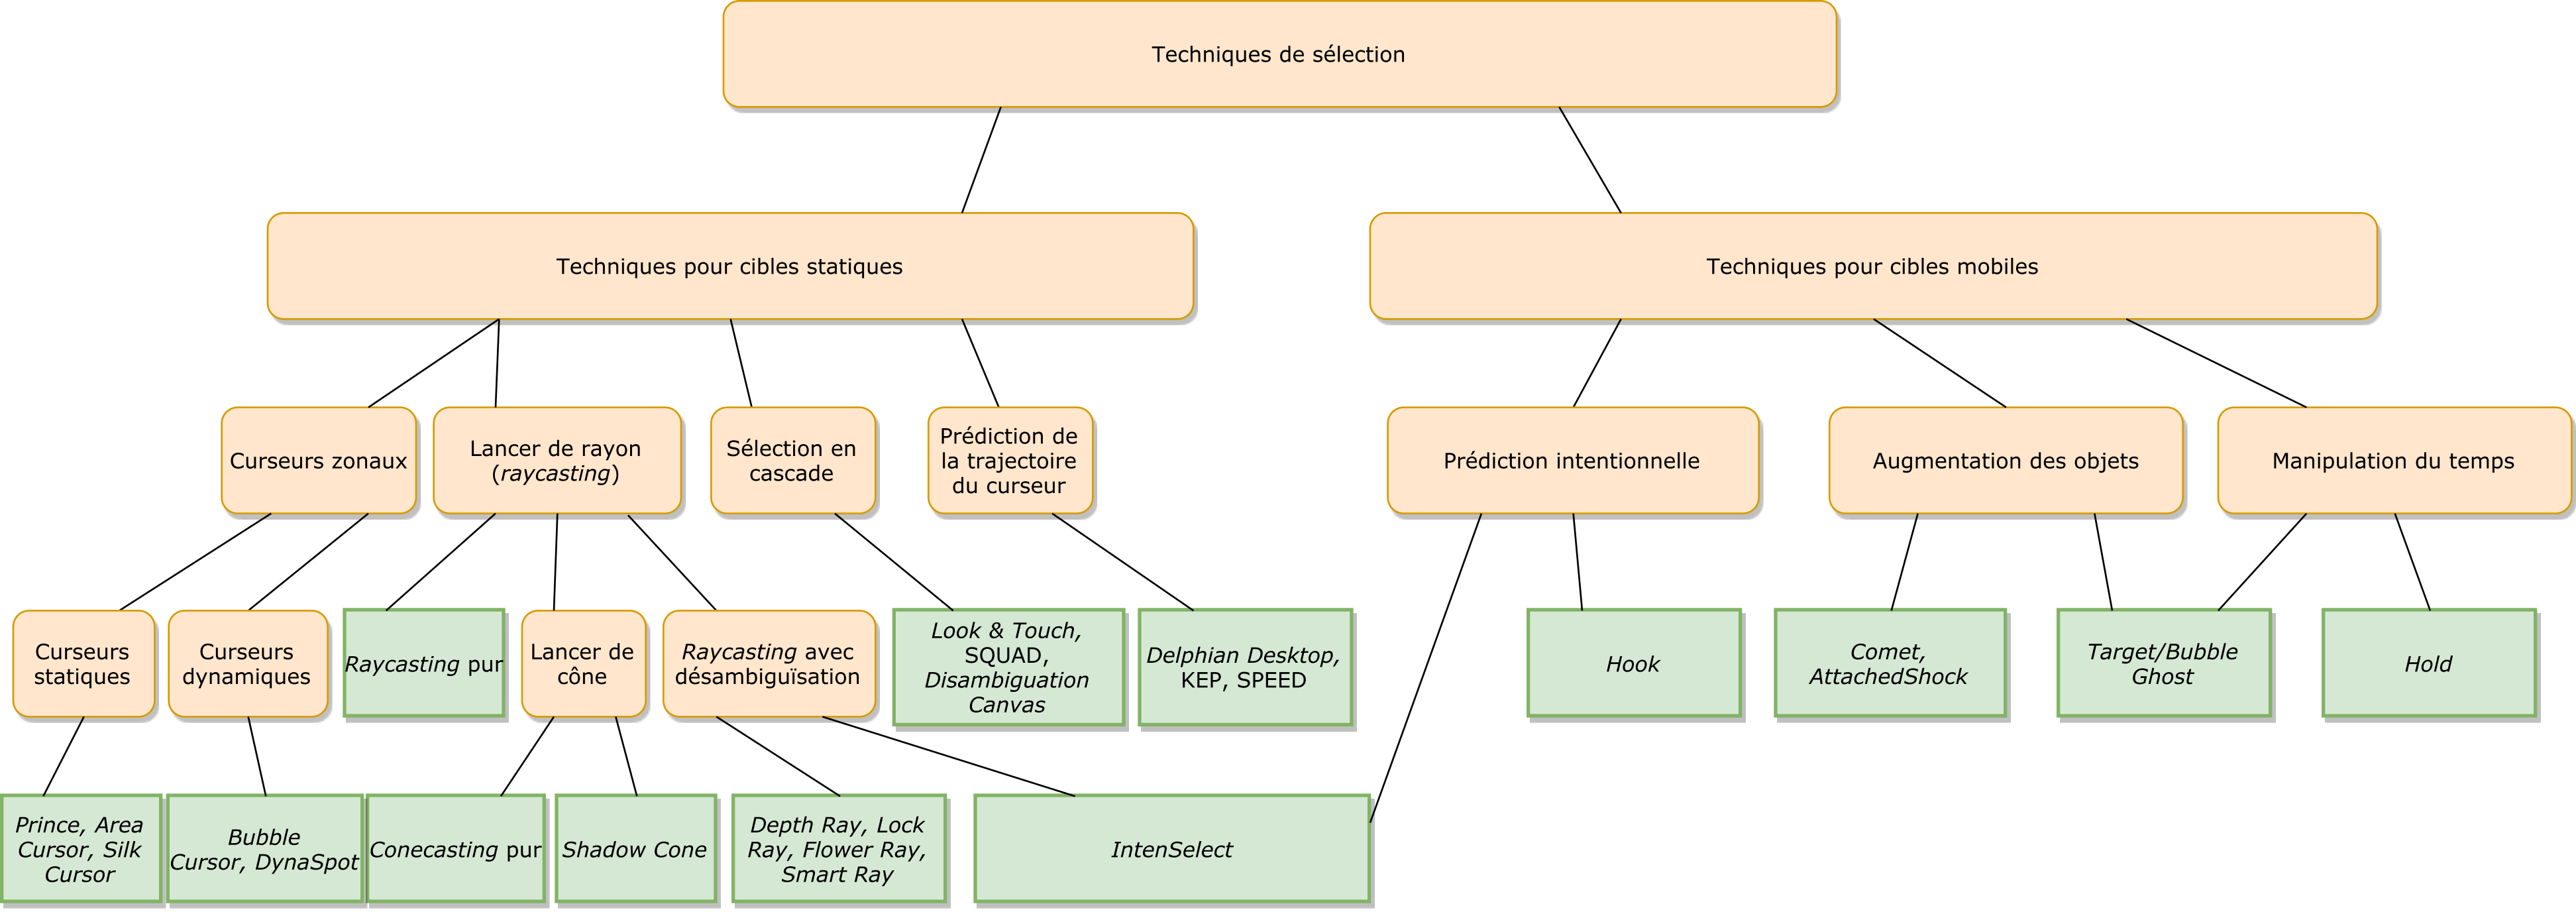 Techniques de sélection
Techniques pour cibles statiques
Techniques pour cibles mobiles
Curseurs zonaux
Lancer de rayon
(raycasting)
Sélection en
cascade
Prédiction de
la trajectoire
du curseur
Prédiction intentionnelle
Augmentation des objets
Manipulation du temps
Curseurs
statiques
Curseurs
dynamiques
Raycasting pur
Lancer de
cône
Raycasting avec
désambiguïsation
Look & Touch,
SQUAD,
Disambiguation
Canvas
Delphian Desktop,
KEP, SPEED
Hook
Comet,
AttachedShock
Target/Bubble
Ghost
Hold
Prince, Area
Cursor, Silk
Cursor
Bubble
Cursor, DynaSpot
Conecasting pur
Shadow Cone
Depth Ray, Lock
Ray, Flower Ray,
Smart Ray
IntenSelect